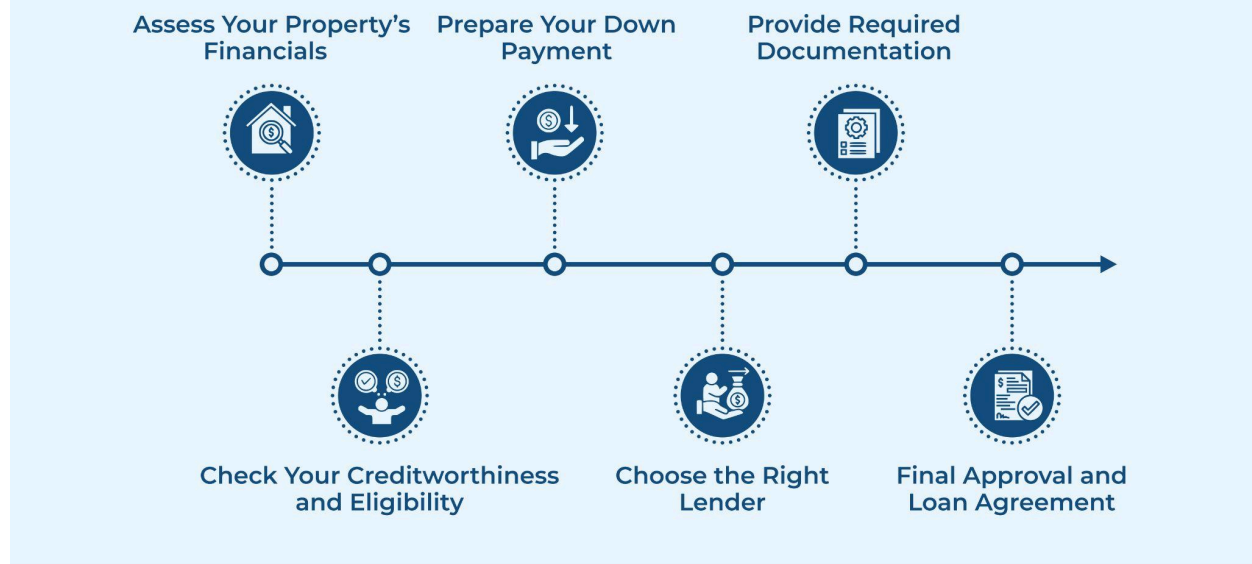 Assess Your Property's
Financials
Prepare Your Down
Payment
Provide Required
Documentation
Check Your Creditworthiness
and Eligibility
Choose the Right
Lender
Final Approval and
Loan Agreement